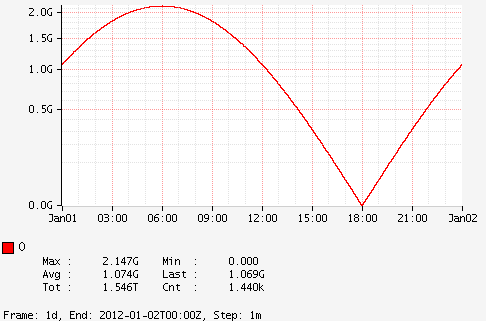 2.0G
1.5G
1.0G
0.5G
0.0G
Jan01 03:00 06:00 09:00 12:00 15:00 18:00 21:00 Jan02
0
Max : 2.147G Min : 0.000
Avg : 1.074G Last : 1.069G
Tot : 1.546T Cnt : 1.440k
Frame: 1d, End: 2012-01-02T00:00Z, Step: 1m